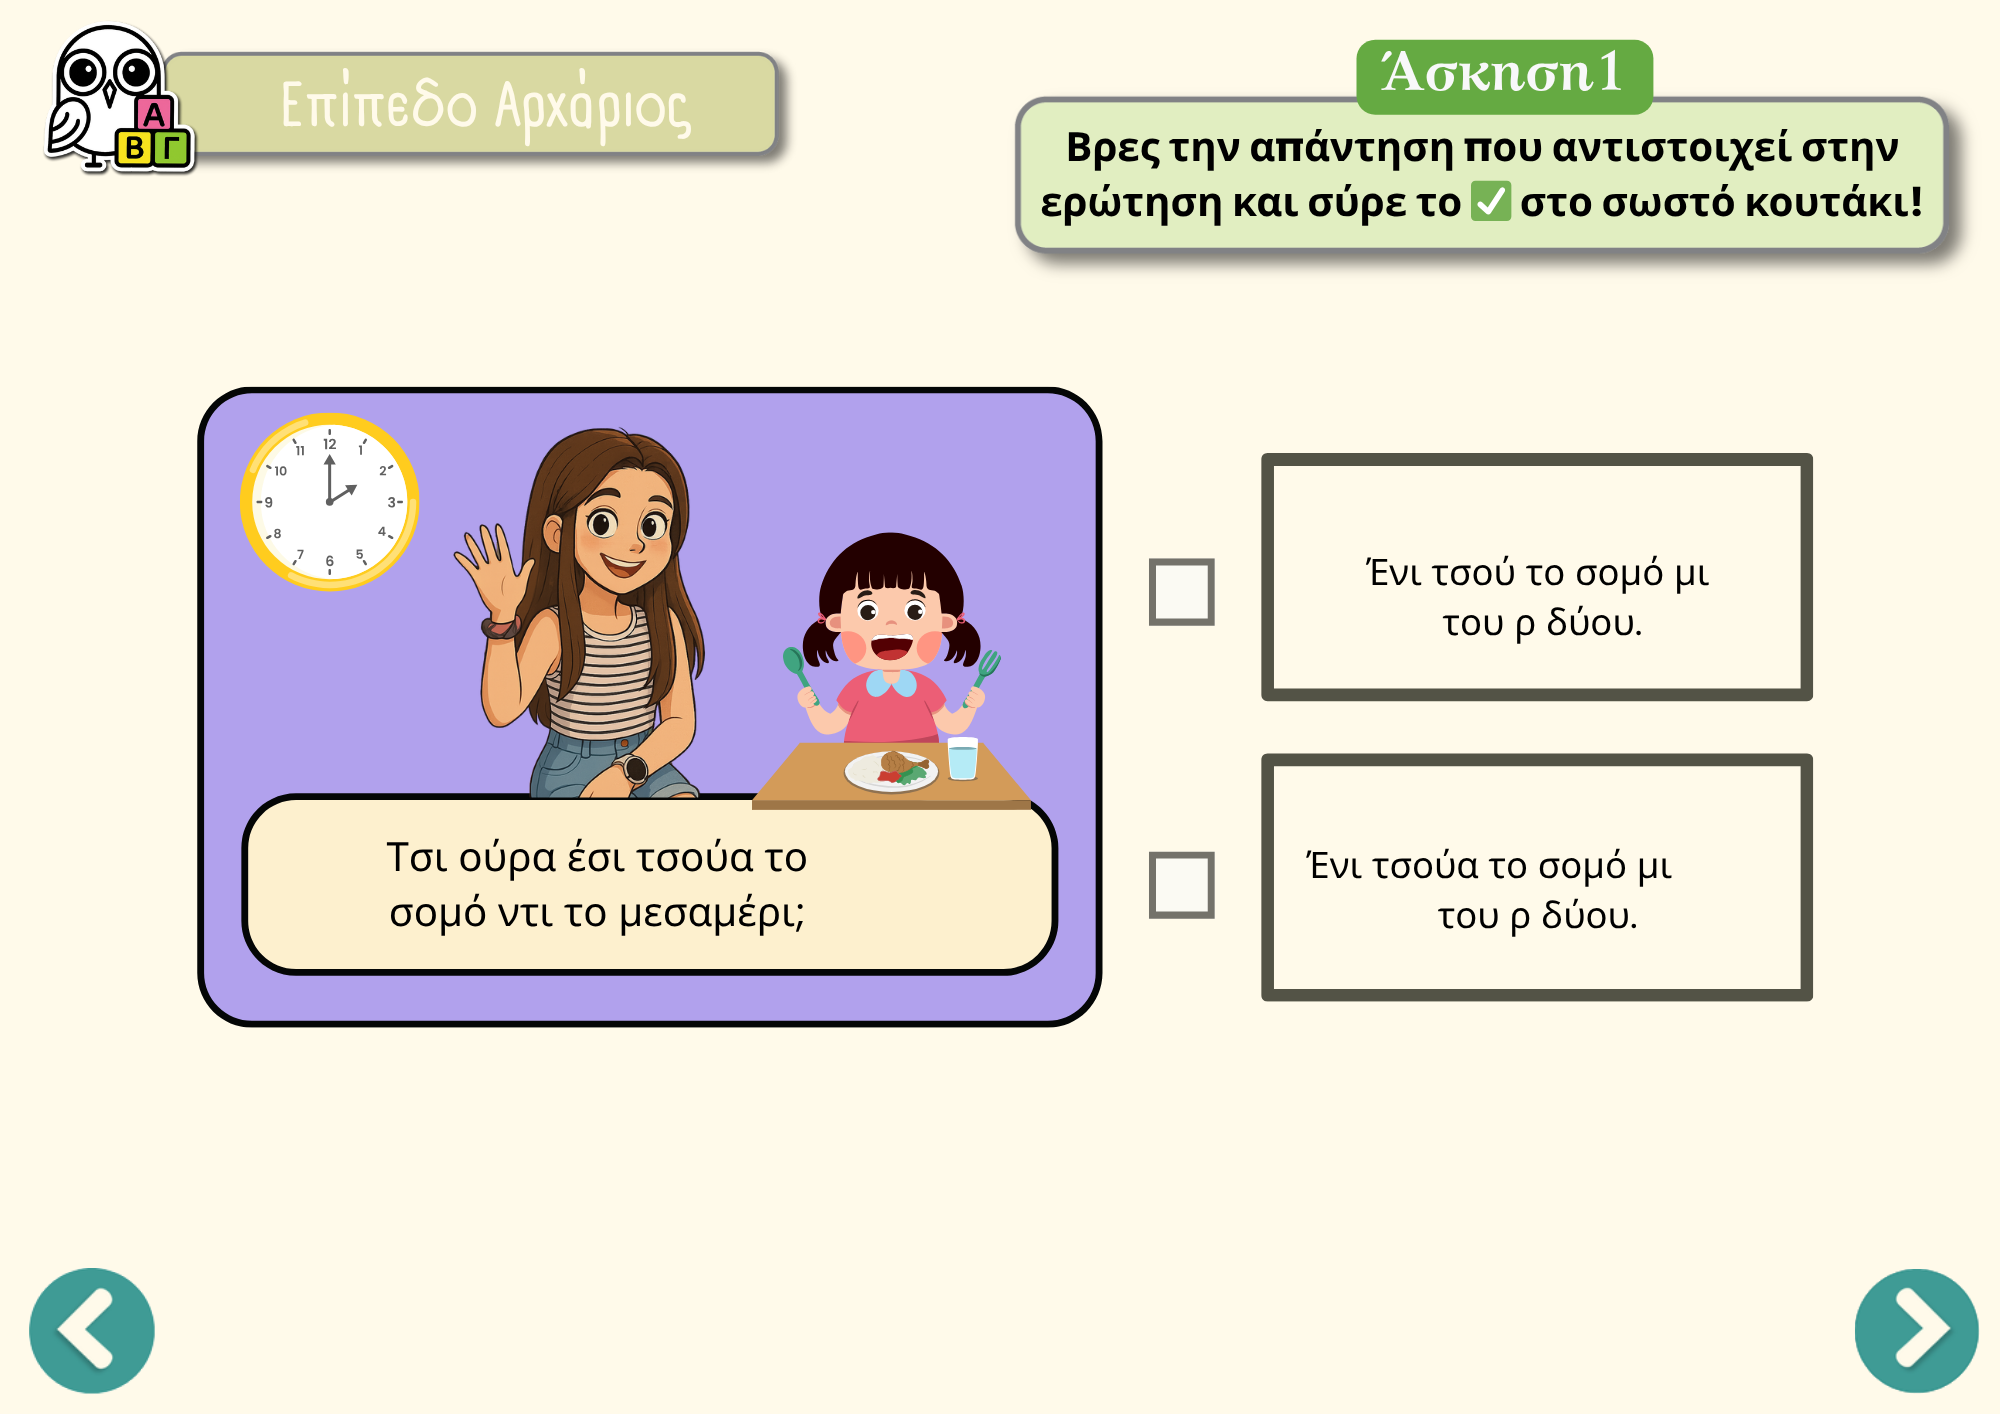 Επίπεδο Αρχάριος
Άσκηση 1
Βρες την απάντηση που αντιστοιχεί στην
ερώτηση και σύρε το ✅ στο σωστό κουτάκι!
Α
Β Γ
12
11 1
10 2
9 3
8 4
7 5
6
Τσι ούρα έσι τσούα το
σομό ντι το μεσαμέρι;
Ένι τσού το σομό μι
του ρ δύου.
Ένι τσούα το σομό μι
του ρ δύου.